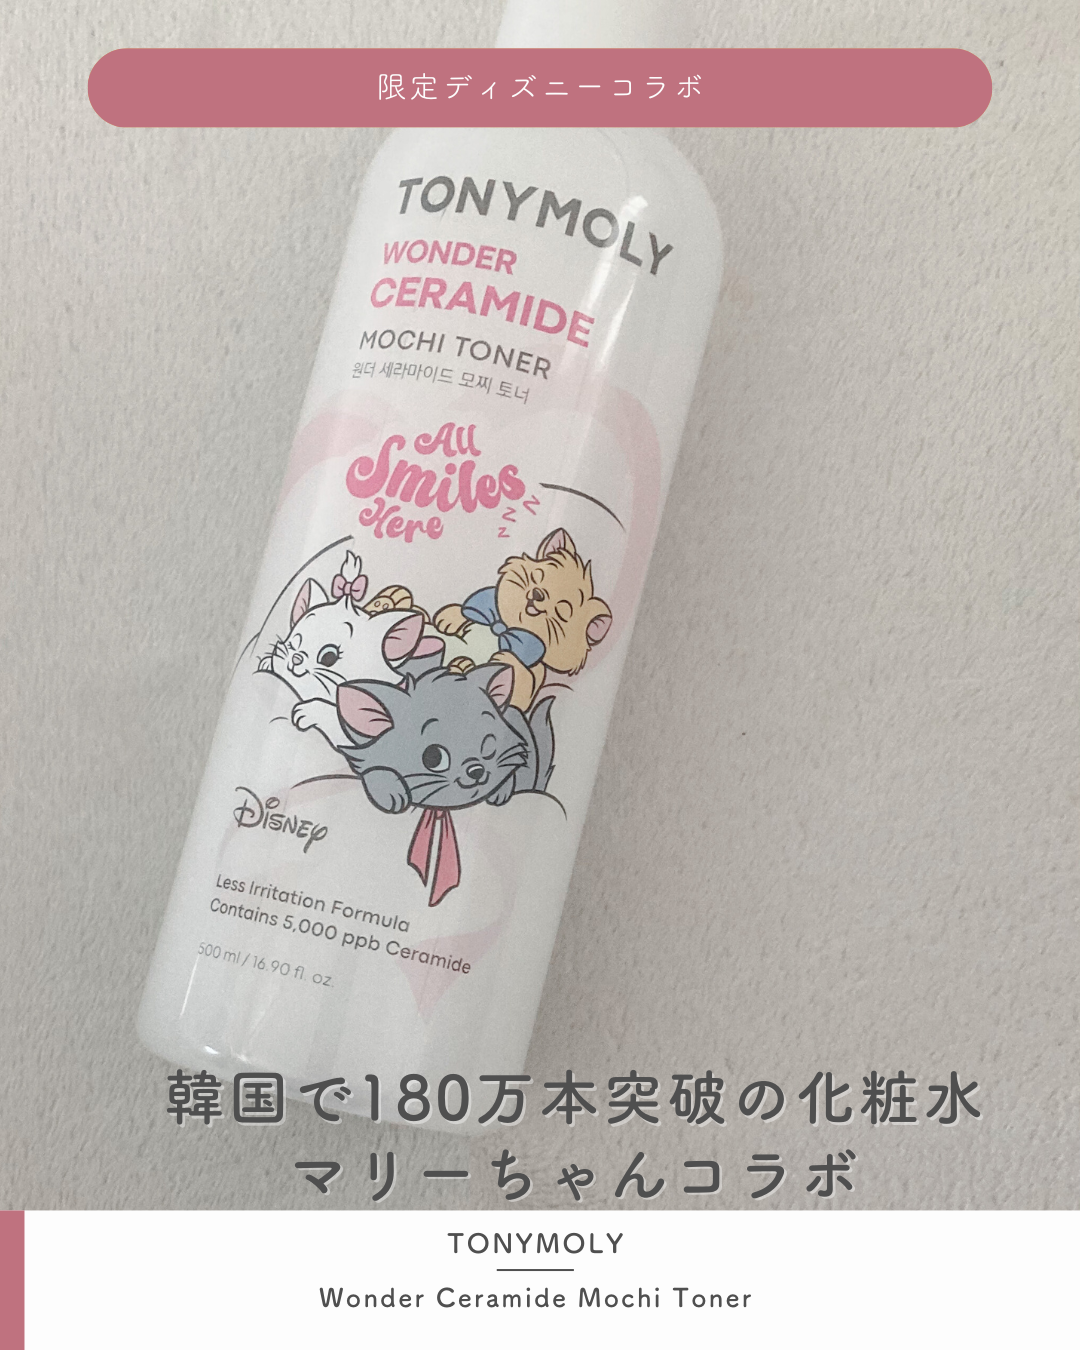 限定ディズニーコラボ
TONYMOLY
WONDER
CERAMIDE
MOCHI TONER
원더 세라마이드 모찌 토너
All
Smiles
Here
z
z
z
Disney
Less Irritation Formula
Contains 5,000 ppb Ceramide
500 ml / 16.90 fl. oz.
韓国で180万本突破の化粧水
マリーちゃんコラボ
TONYMOLY
Wonder Ceramide Mochi Toner